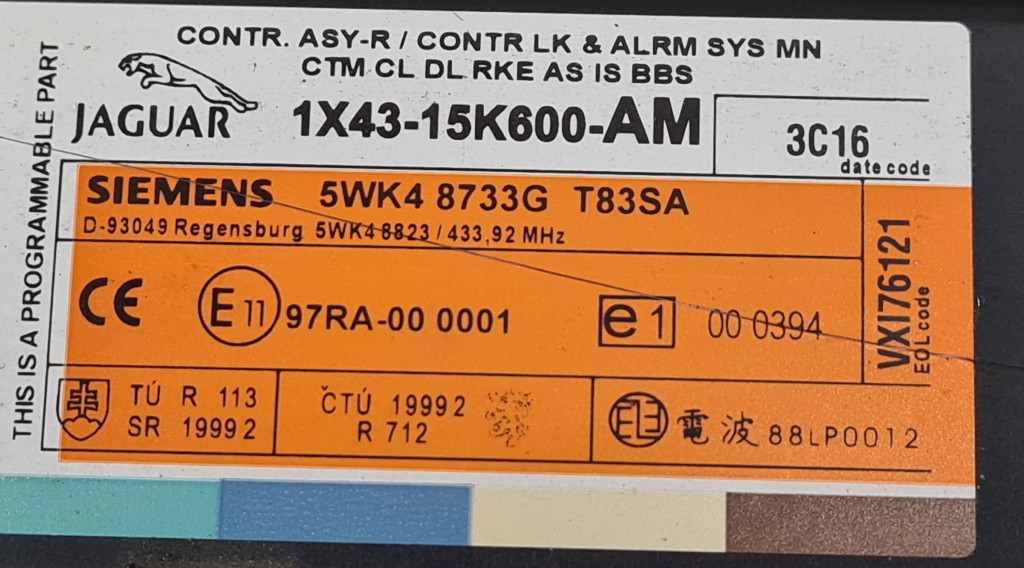 CONTR. ASY-R / CONTR LK & ALRM SYS MN
CTM CL DL RKE AS IS BBS
JAGUAR
1X43-15K600-AM
3C16
date code
THIS IS A PROGRAMMABLE PART
SIEMENS 5WK4 8733G T83SA
D-93049 Regensburg 5WK4 8823 / 433,92 MHz
VXI76121
EOL code
CE E 11 97RA-00 0001 e1 00 0394
TÚ R 113
SR 1999 2
ČTÚ 1999 2
R 712
電波 88LP0012